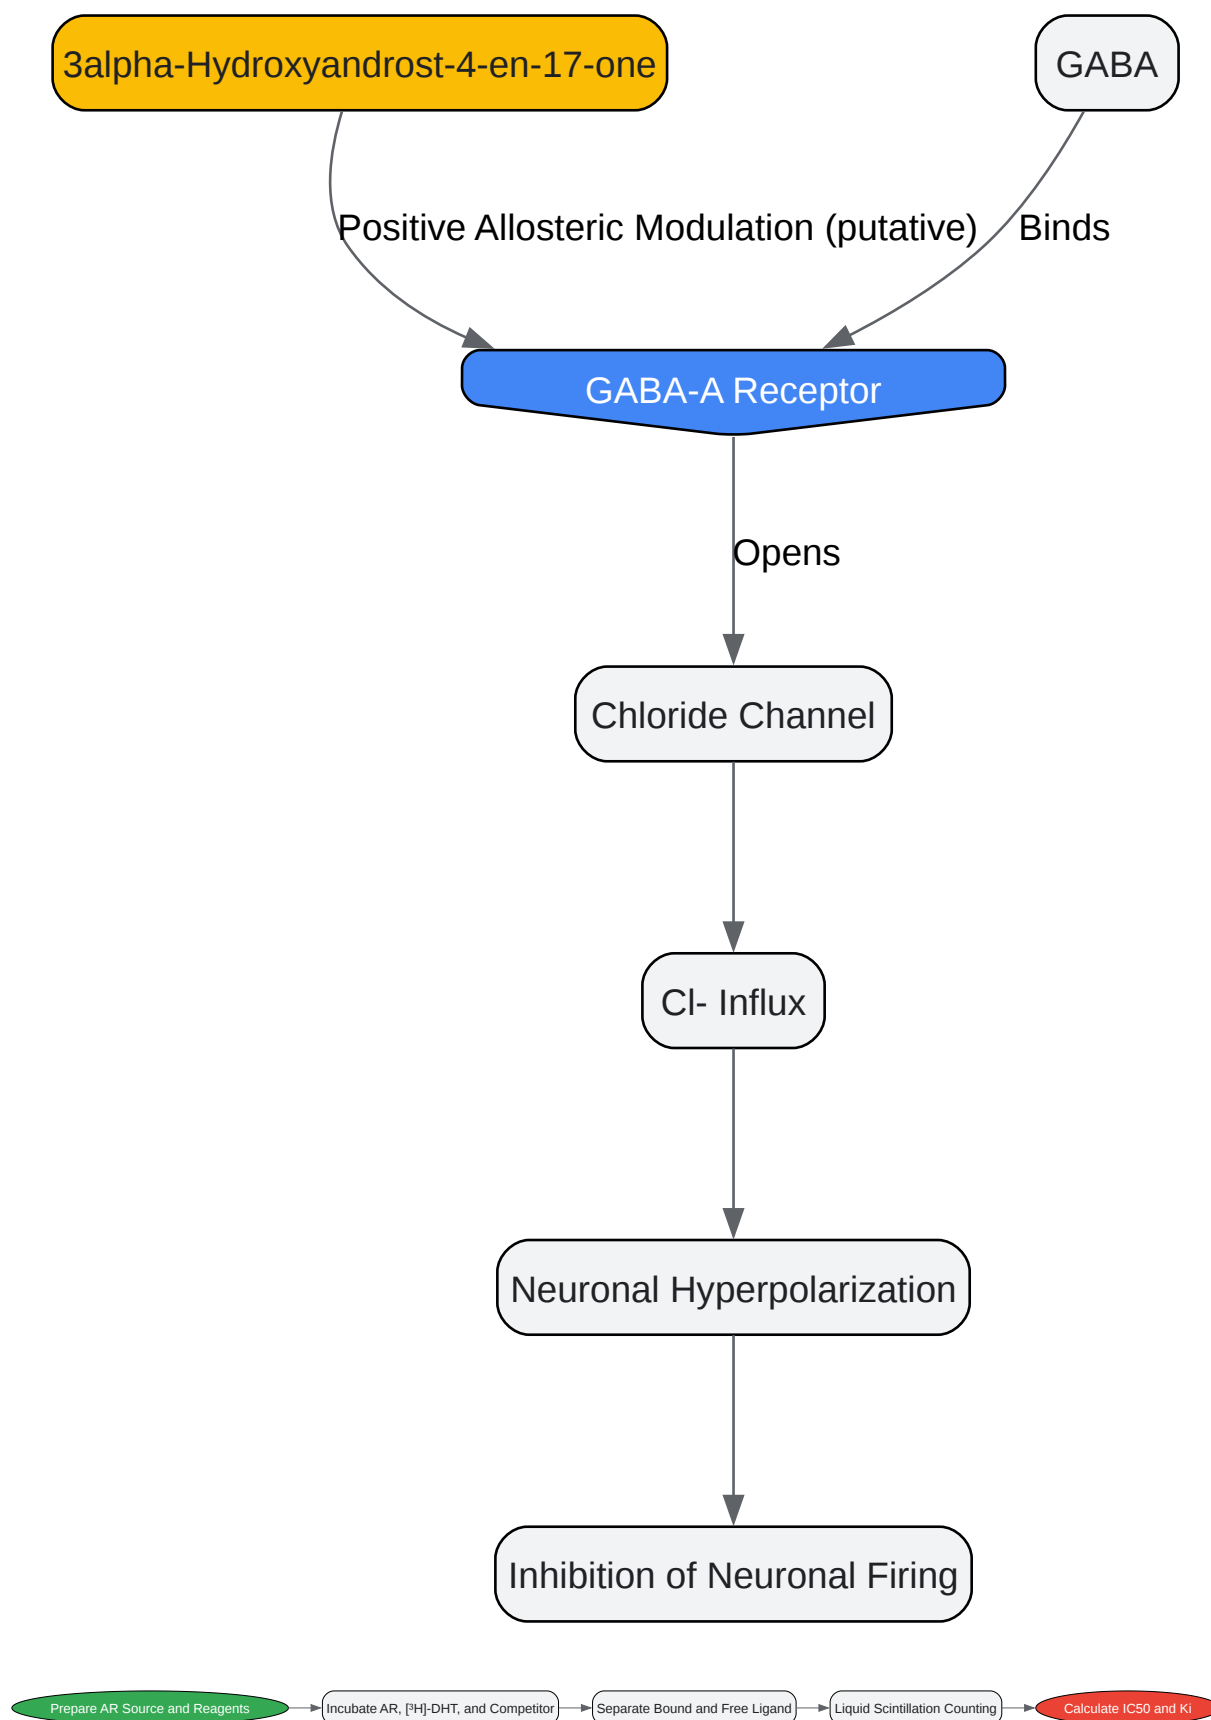 3alpha-Hydroxyandrost-4-en-17-one
GABA
Positive Allosteric Modulation (putative)
Binds
GABA-A Receptor
Opens
Chloride Channel
Cl- Influx
Neuronal Hyperpolarization
Inhibition of Neuronal Firing
Prepare AR Source and Reagents
Incubate AR, [³H]-DHT, and Competitor
Separate Bound and Free Ligand
Liquid Scintillation Counting
Calculate IC50 and Ki